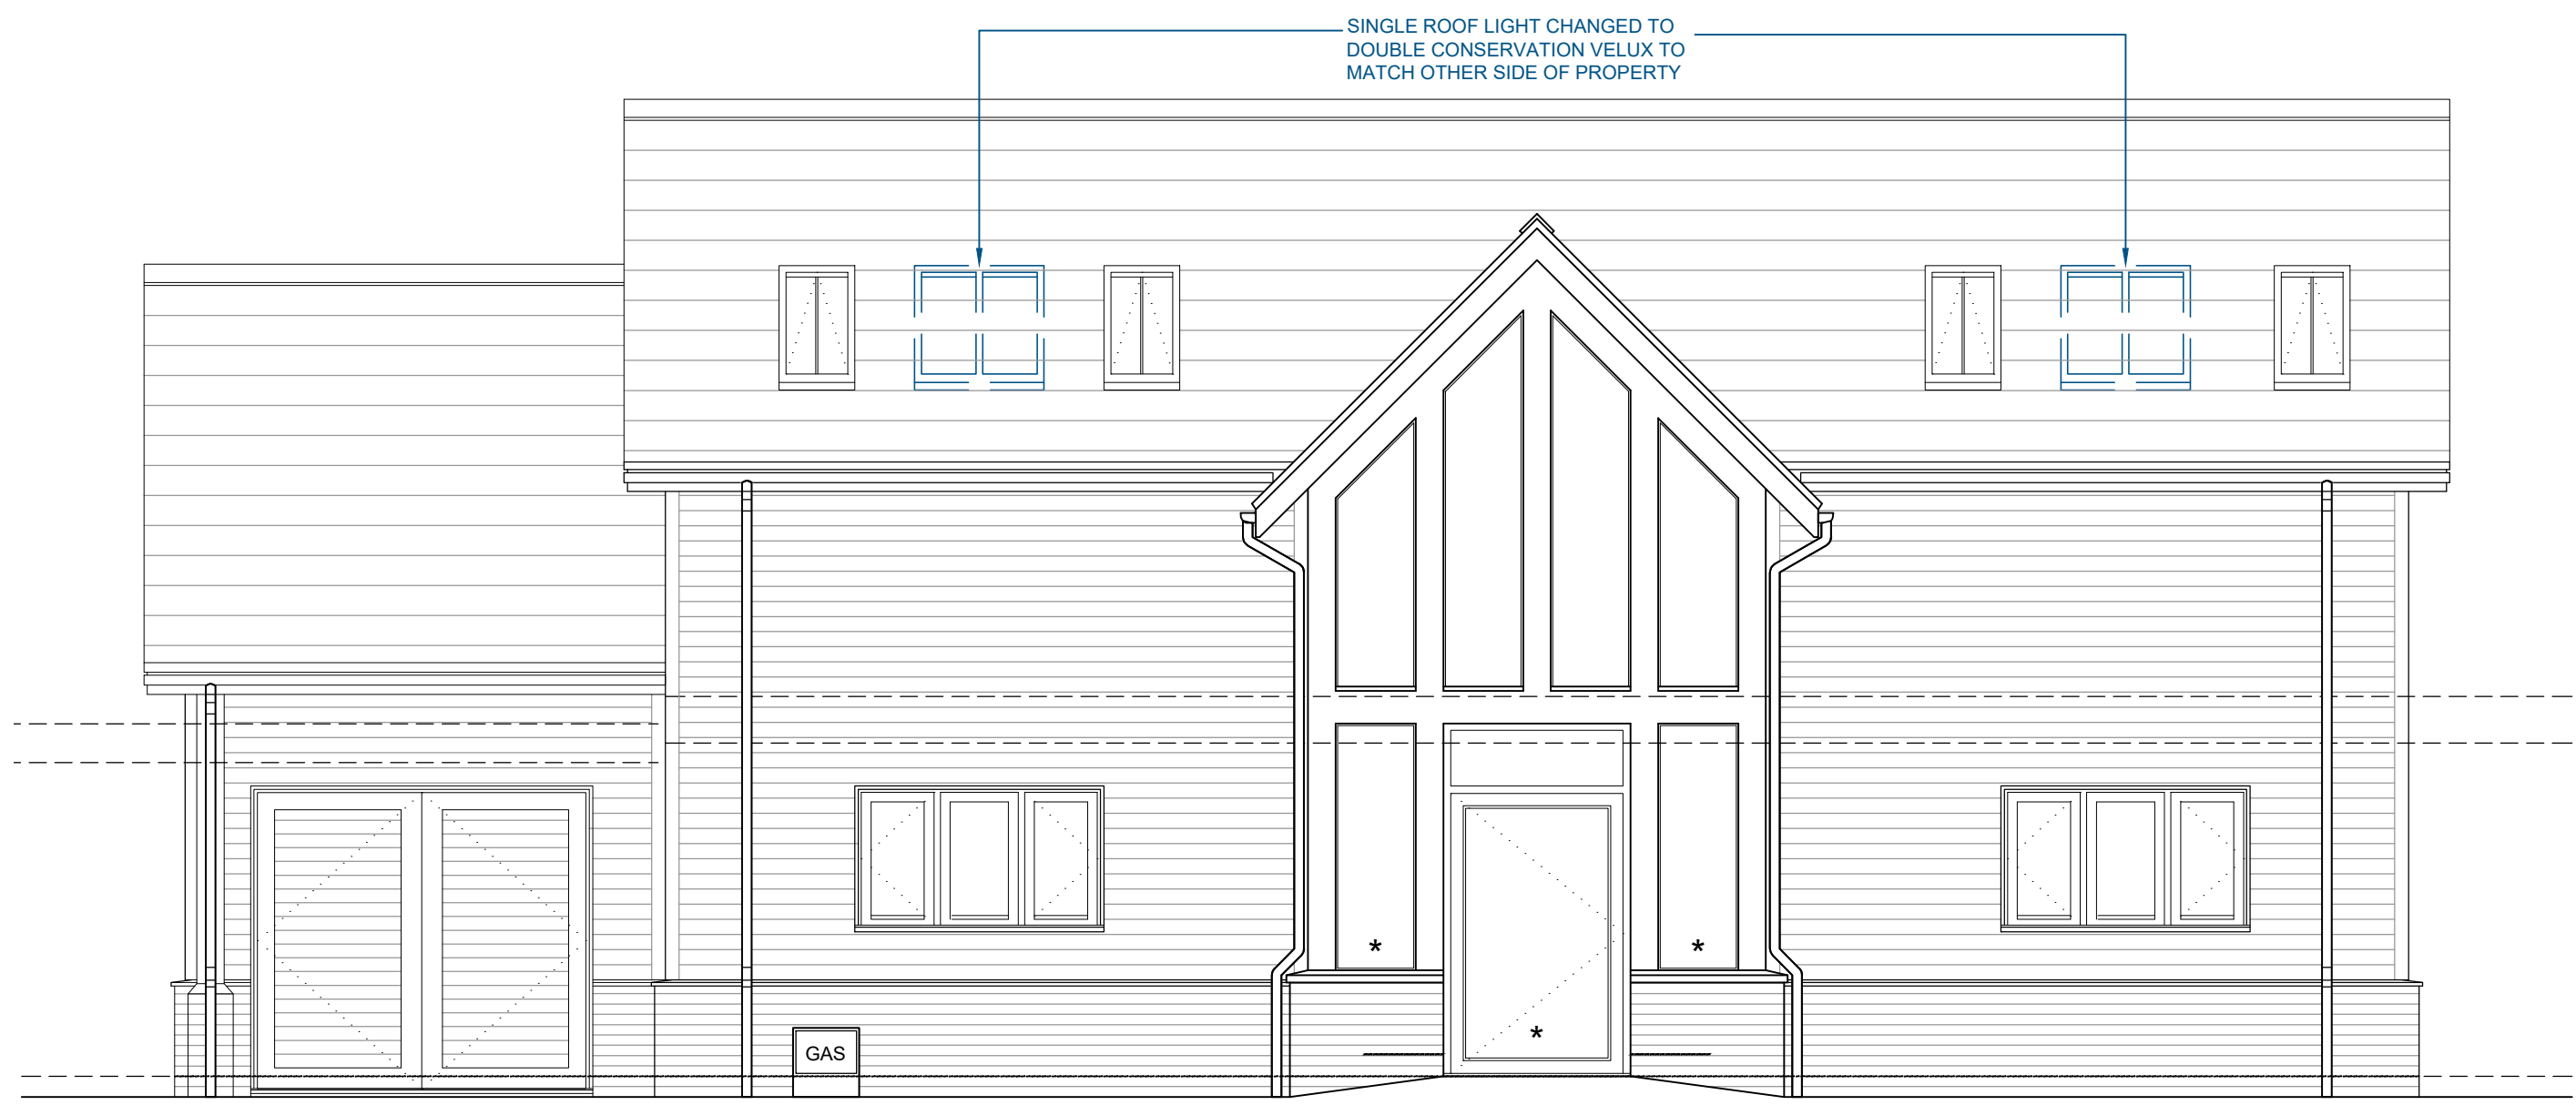 SINGLE ROOF LIGHT CHANGED TO
DOUBLE CONSERVATION VELUX TO
MATCH OTHER SIDE OF PROPERTY
* *
*
GAS